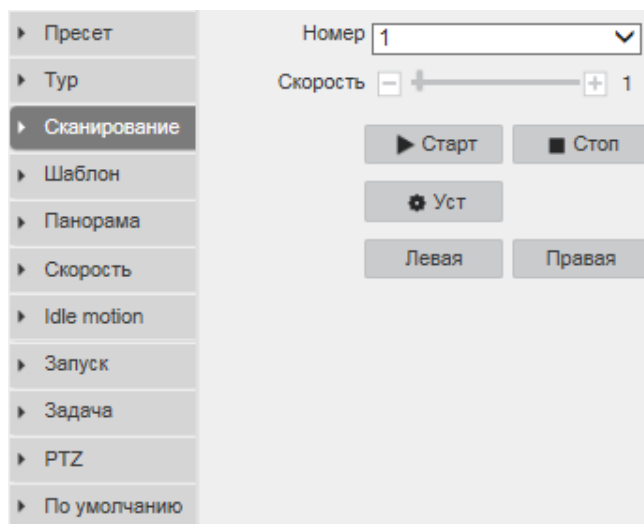 Пресет
Тур
Сканирование
Шаблон
Панорама
Скорость
Idle motion
Запуск
Задача
PTZ
По умолчанию
Номер 1
Скорость 1
Старт Стоп
Уст
Левая Правая